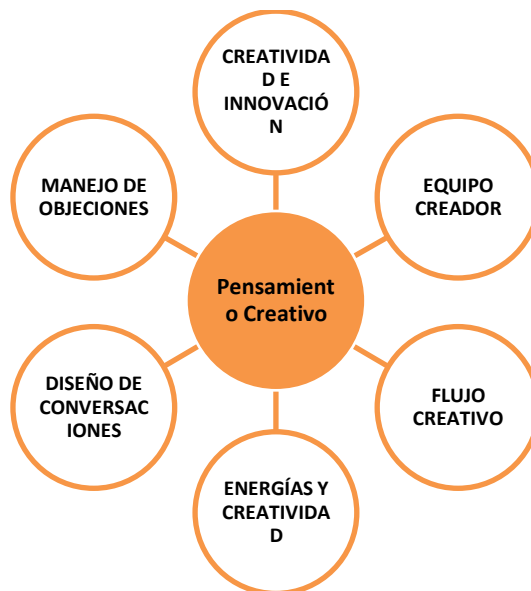 CREATIVIDA
D E
INNOVACIÓ
N
MANEJO DE
OBJECIONES
EQUIPO
CREADOR
Pensamient
o Creativo
DISEÑO DE
CONVERSAC
IONES
FLUJO
CREATIVO
ENERGÍAS Y
CREATIVIDA
D